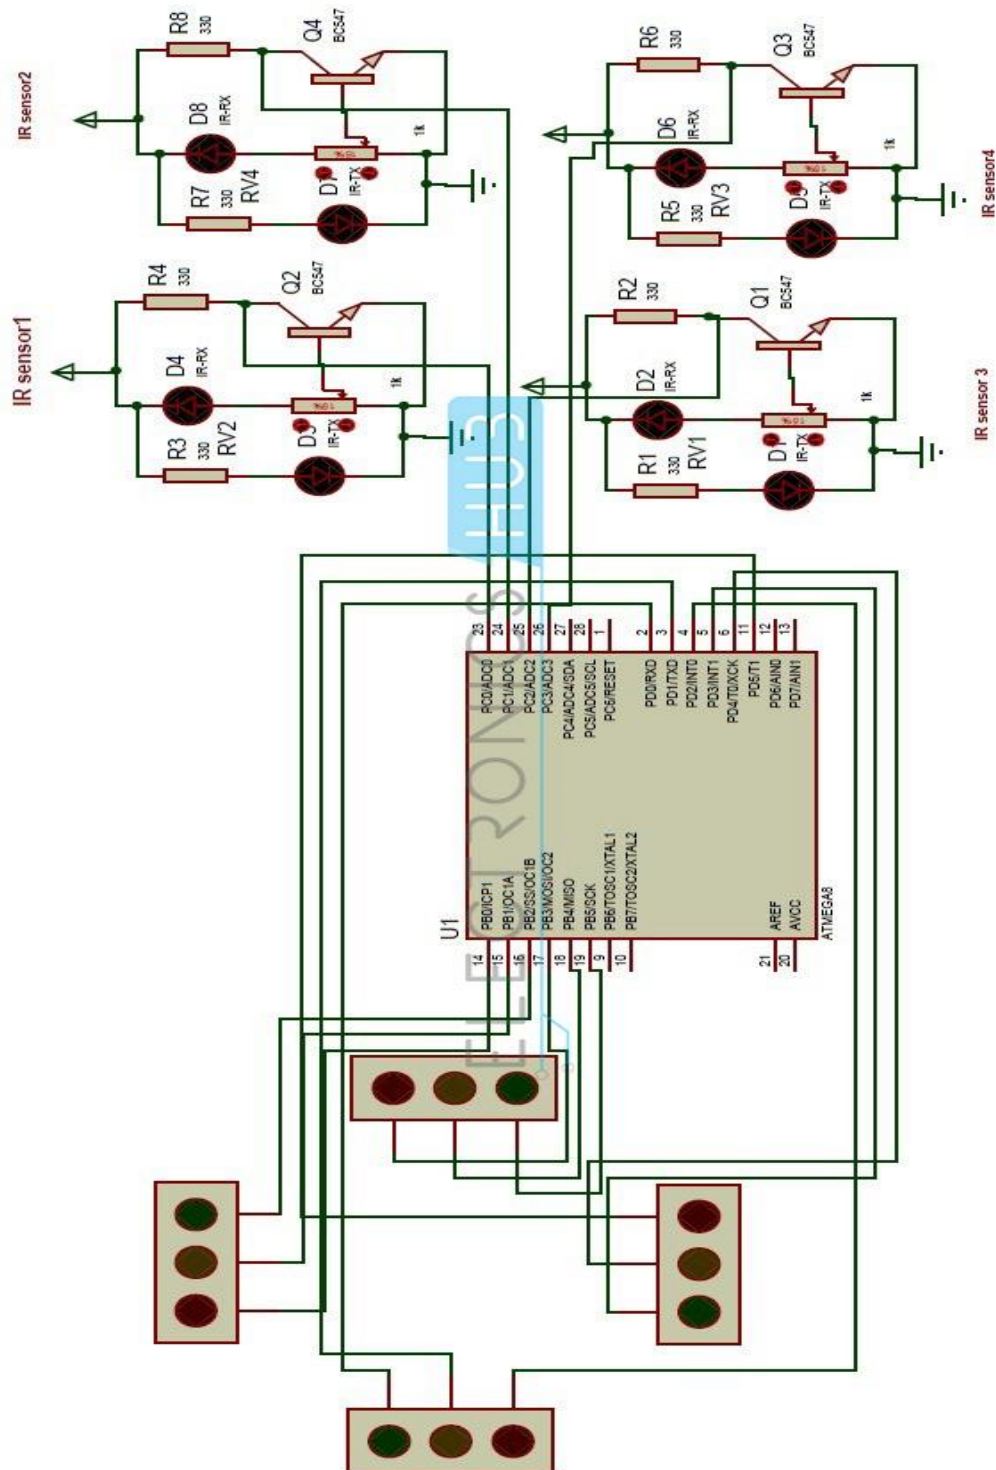 IR sensor2
R8
330
Q4
BC547
D8
IR-RX
R7
330
RV4
D7
IR-TX
1k
IR sensor4
R6
330
Q3
BC547
D6
IR-RX
R5
330
RV3
D5
IR-TX
10%
1k
IR sensor1
R4
330
Q2
BC547
D4
IR-RX
R3
330
RV2
D3
IR-TX
1k
IR sensor 3
R2
330
Q1
BC547
D2
IR-RX
R1
330
RV1
D1
IR-TX
10%
1k
U1
14 PB0/ICP1
15 PB1/OC1A
16 PB2/SS/OC1B
17 PB3/MOSI/OC2
18 PB4/MISO
19 PB5/SCK
9 PB6/TOSC1/XTAL1
10 PB7/TOSC2/XTAL2
21 AREF
20 AVCC
PC0/ADC0 23
PC1/ADC1 24
PC2/ADC2 25
PC3/ADC3 26
PC4/ADC4/SDA 27
PC5/ADC5/SCL 28
PC6/RESET 1
PD0/RXD 2
PD1/TXD 3
PD2/INT0 4
PD3/INT1 5
PD4/T0/XCK 6
PD5/T1 11
PD6/AIN0 12
PD7/AIN1 13
ATMEGA8
ELECTRONICS HUB